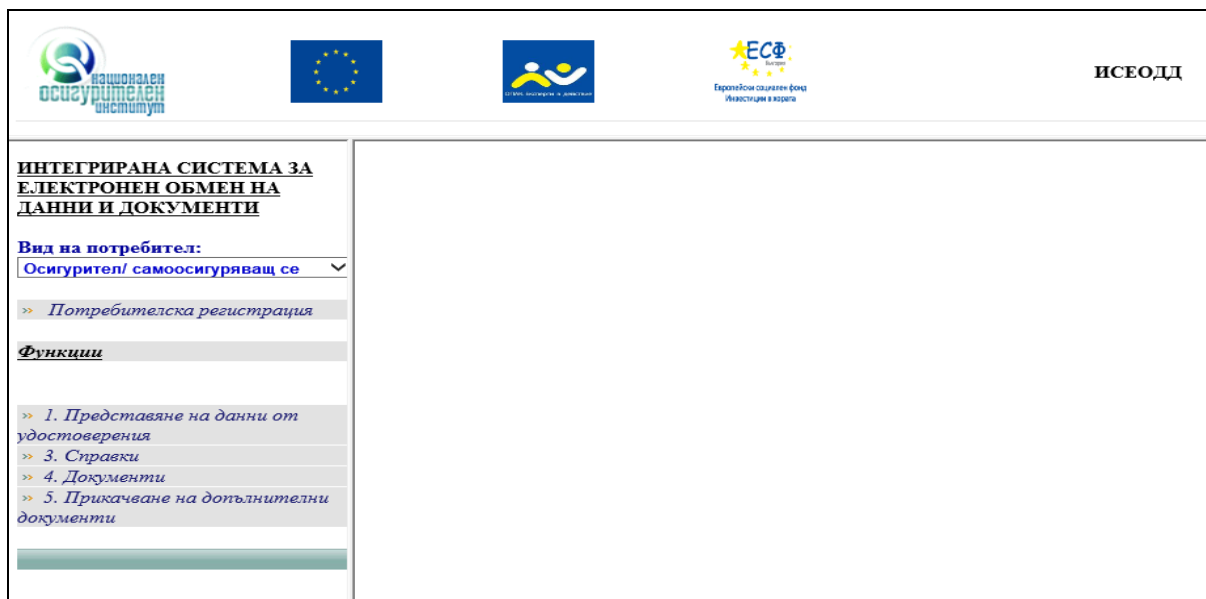 национален
осигурителен
институт
ЕСФ
България
Европейски социален фонд
Инвестиции в хората
ИСЕОДД
ИНТЕГРИРАНА СИСТЕМА ЗА
ЕЛЕКТРОНЕН ОБМЕН НА
ДАННИ И ДОКУМЕНТИ
Вид на потребител:
Осигурител/ самоосигуряващ се
» Потребителска регистрация
Функции
» 1. Представяне на данни от
удостоверения
» 3. Справки
» 4. Документи
» 5. Прикачване на допълнителни
документи